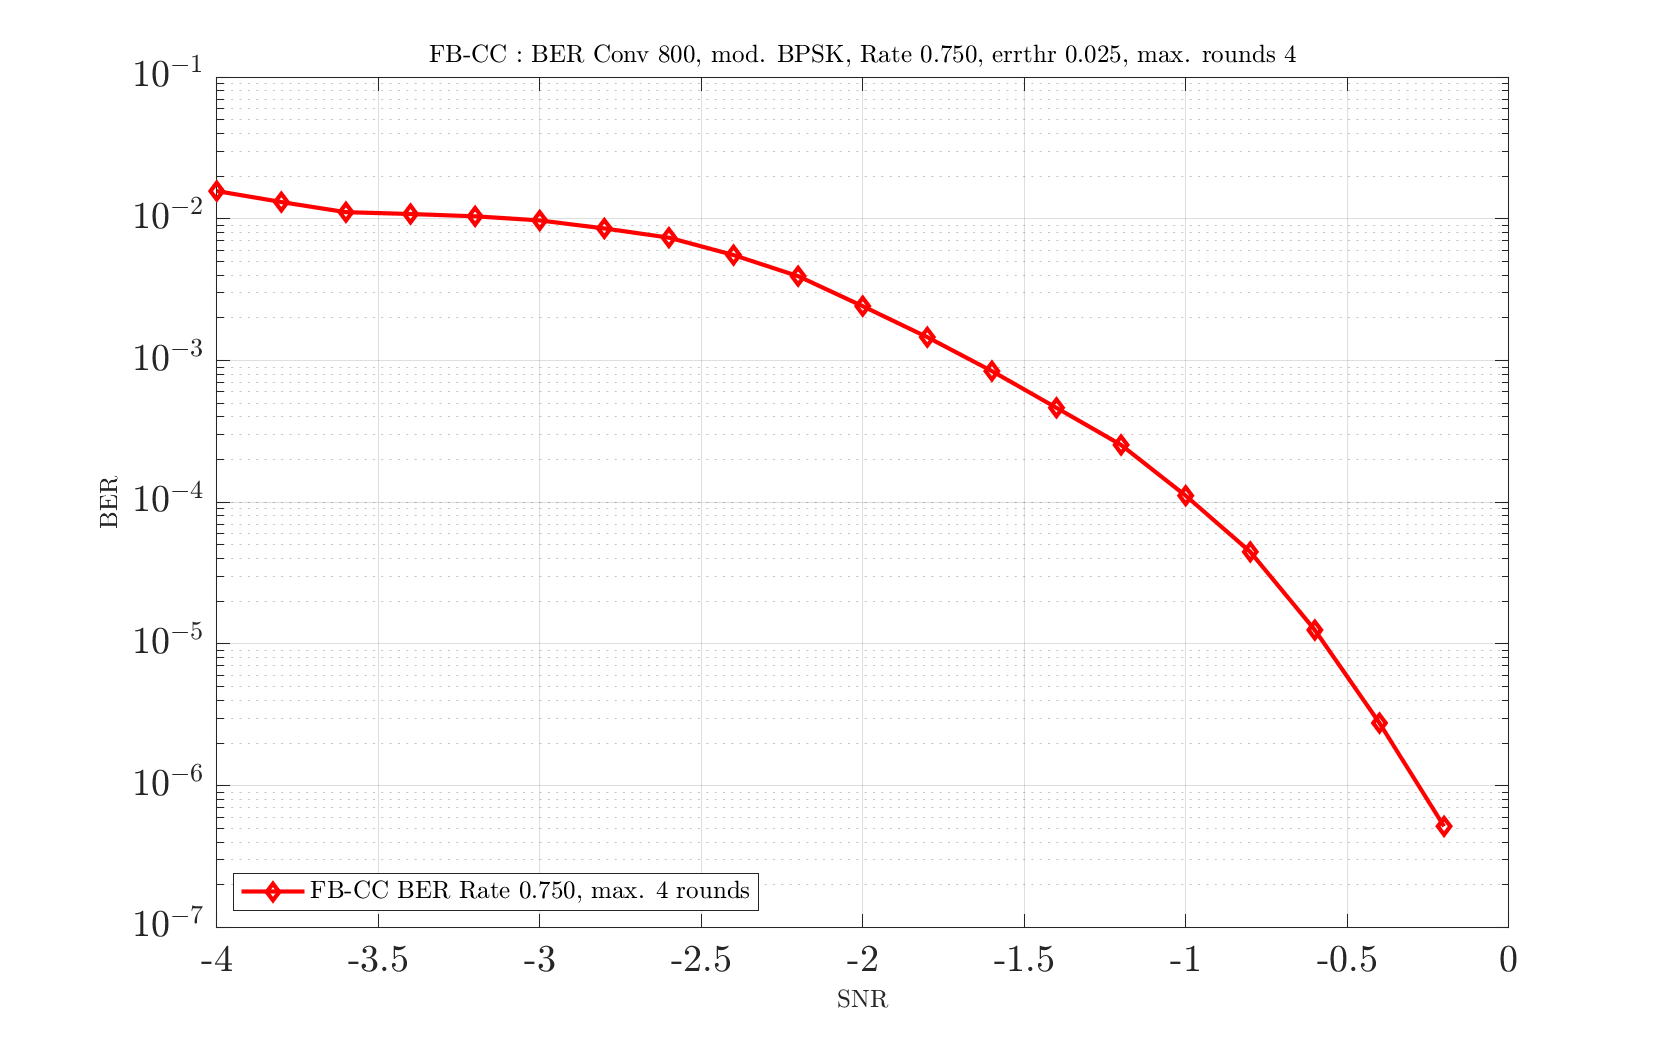 FB-CC : BER Conv 800, mod. BPSK, Rate 0.750, errthr 0.025, max. rounds 4
10⁻¹
10⁻²
10⁻³
10⁻⁴
10⁻⁵
10⁻⁶
10⁻⁷
BER
FB-CC BER Rate 0.750, max. 4 rounds
-4 -3.5 -3 -2.5 -2 -1.5 -1 -0.5 0
SNR